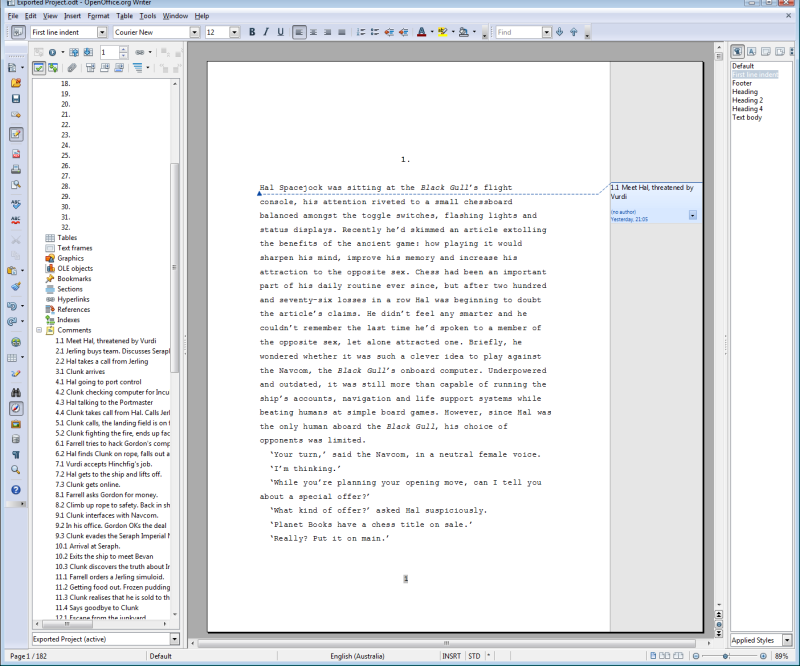 Exported Project.odt - OpenOffice.org Writer
File Edit View Insert Format Table Tools Window Help
First line indent Courier New 12 B I U A Find
1
18.
19.
20.
21.
22.
23.
24.
25.
26.
27.
28.
29.
30.
31.
32.
Tables
Text frames
Graphics
OLE objects
Bookmarks
Sections
Hyperlinks
References
Indexes
Comments
1.1 Meet Hal, threatened by Vurdi
2.1 Jerling buys team. Discusses Seraph
2.2 Hal takes a call from Jerling
3.1 Clunk arrives
4.1 Hal going to port control
4.2 Clunk checking computer for Incu
4.3 Hal talking to the Portmaster
4.4 Clunk takes call from Hal. Calls Jerl
5.1 Clunk calls, the landing field is on f
5.2 Clunk fighting the fire, ends up fac
6.1 Farrell tries to hack Gordon's comp
6.2 Hal finds Clunk on rope, falls out a
7.1 Vurdi accepts Hinchfig's job.
7.2 Hal gets to the ship and lifts off.
7.3 Clunk gets online.
8.1 Farrell asks Gordon for money.
8.2 Climb up rope to safety. Back in sh
9.1 Clunk interfaces with Navcom.
9.2 In his office. Gordon OKs the deal
9.3 Clunk evades the Seraph Imperial N
10.1 Arrival at Seraph.
10.2 Exits the ship to meet Bevan
10.3 Clunk discovers the truth about In
11.1 Farrell orders a Jerling simuloid.
11.2 Getting food out. Frozen pudding
11.3 Clunk realises that he is sold to th
11.4 Says goodbye to Clunk
12.1 Escape from the junkyard
Exported Project (active)
1.
Hal Spacejock was sitting at the Black Gull's flight
console, his attention riveted to a small chessboard
balanced amongst the toggle switches, flashing lights and
status displays. Recently he'd skimmed an article extolling
the benefits of the ancient game: how playing it would
sharpen his mind, improve his memory and increase his
attraction to the opposite sex. Chess had been an important
part of his daily routine ever since, but after two hundred
and seventy-six losses in a row Hal was beginning to doubt
the article's claims. He didn't feel any smarter and he
couldn't remember the last time he'd spoken to a member of
the opposite sex, let alone attracted one. Briefly, he
wondered whether it was such a clever idea to play against
the Navcom, the Black Gull's onboard computer. Underpowered
and outdated, it was still more than capable of running the
ship's accounts, navigation and life support systems while
beating humans at simple board games. However, since Hal was
the only human aboard the Black Gull, his choice of
opponents was limited.
‘Your turn,’ said the Navcom, in a neutral female voice.
‘I’m thinking.’
‘While you’re planning your opening move, can I tell you
about a special offer?’
‘What kind of offer?’ asked Hal suspiciously.
‘Planet Books have a chess title on sale.’
‘Really? Put it on main.’
1
1.1 Meet Hal, threatened by
Vurdi
(no author)
Yesterday, 21:05
Default
First line indent
Footer
Heading
Heading 2
Heading 4
Text body
Applied Styles
Page 1 / 182 Default English (Australia) INSRT STD * 89%